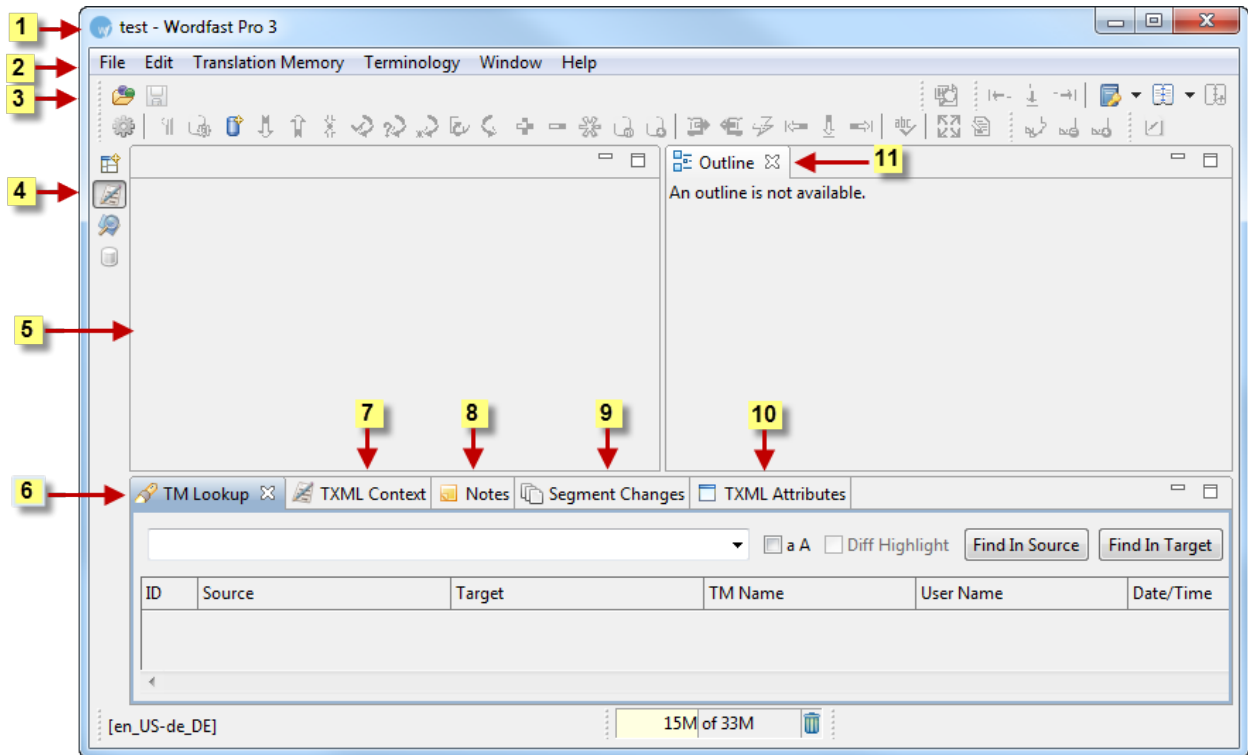 1
test - Wordfast Pro 3
2
File Edit Translation Memory Terminology Window Help
3
4
Outline
11
An outline is not available.
5
7
8
9
10
6
TM Lookup TXML Context Notes Segment Changes TXML Attributes
a A Diff Highlight Find In Source Find In Target
ID Source Target TM Name User Name Date/Time
[en_US-de_DE] 15M of 33M